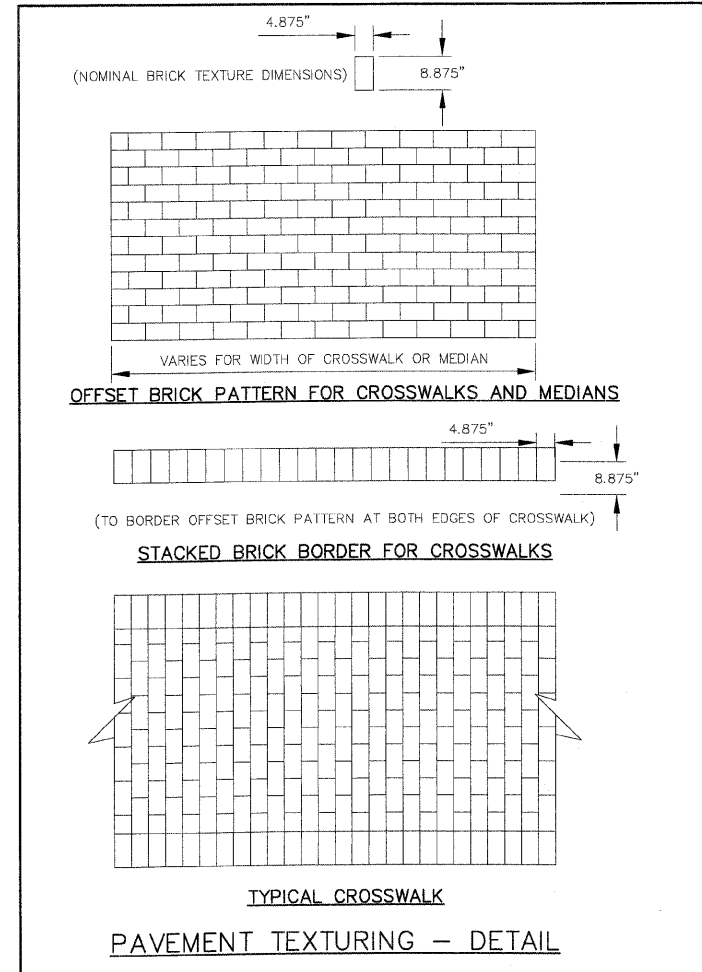 4.875"
(NOMINAL BRICK TEXTURE DIMENSIONS)
8.875"
VARIES FOR WIDTH OF CROSSWALK OR MEDIAN
OFFSET BRICK PATTERN FOR CROSSWALKS AND MEDIANS
4.875"
8.875"
(TO BORDER OFFSET BRICK PATTERN AT BOTH EDGES OF CROSSWALK)
STACKED BRICK BORDER FOR CROSSWALKS
TYPICAL CROSSWALK
PAVEMENT TEXTURING – DETAIL